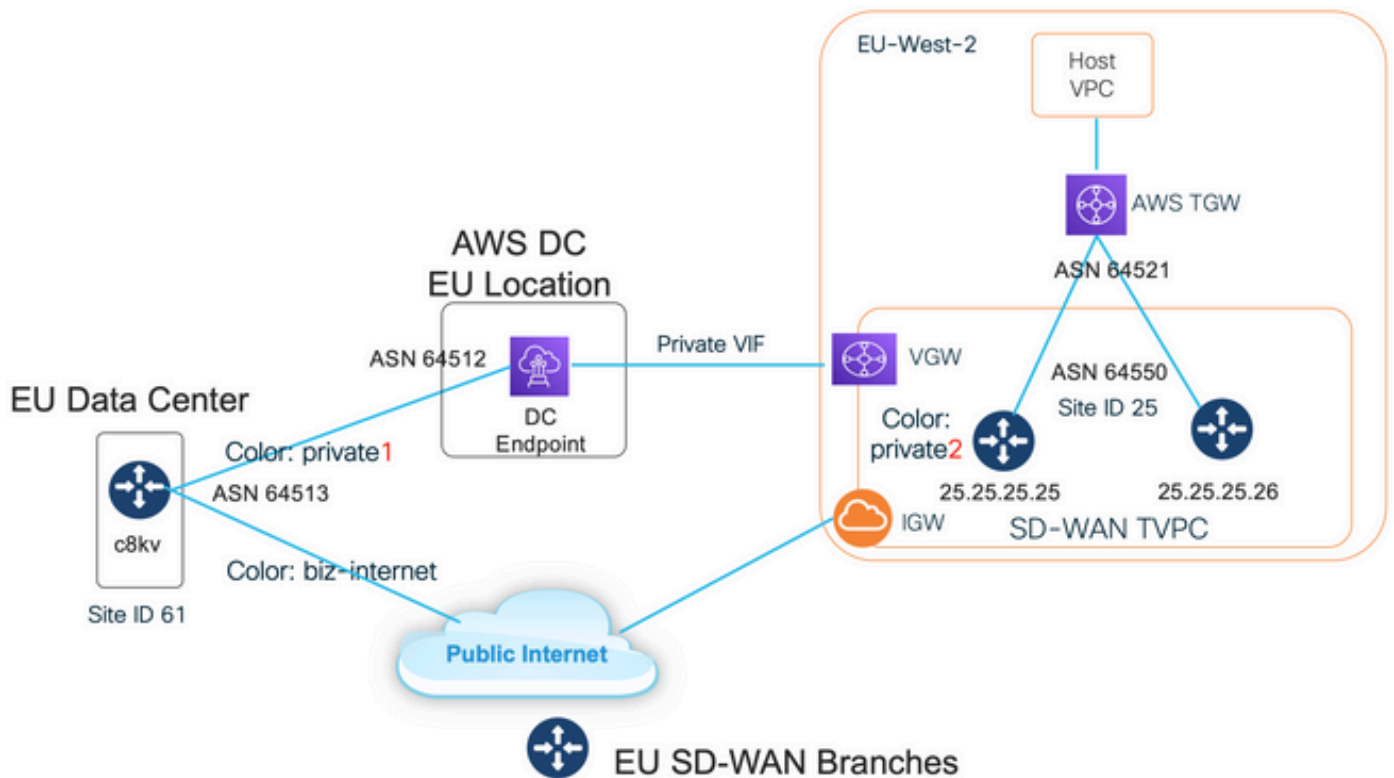 EU-West-2
Host
VPC
AWS TGW
ASN 64521
AWS DC
EU Location
ASN 64512
DC
Endpoint
Private VIF
VGW
ASN 64550
Site ID 25
Color:
private2
25.25.25.25
25.25.25.26
IGW
SD-WAN TVPC
EU Data Center
Color: private1
ASN 64513
c8kv
Color: biz-internet
Site ID 61
Public Internet
EU SD-WAN Branches